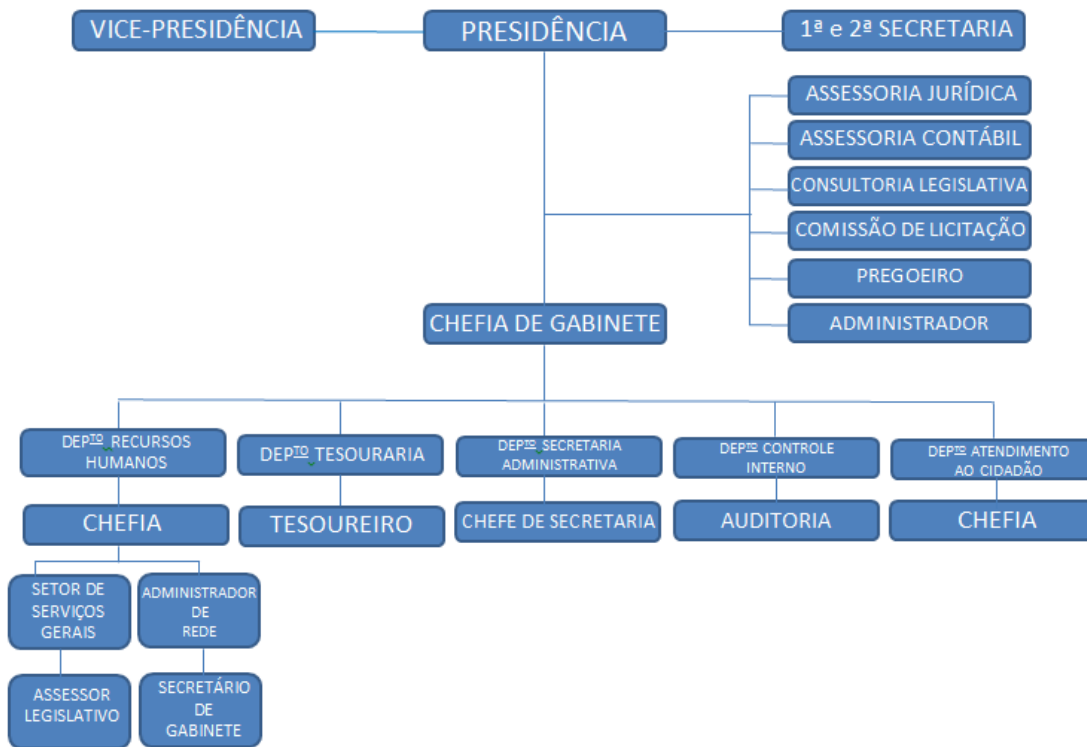 VICE-PRESIDÊNCIA
PRESIDÊNCIA
1ª e 2ª SECRETARIA
ASSESSORIA JURÍDICA
ASSESSORIA CONTÁBIL
CONSULTORIA LEGISLATIVA
COMISSÃO DE LICITAÇÃO
PREGOEIRO
ADMINISTRADOR
CHEFIA DE GABINETE
DEPTO RECURSOS
HUMANOS
DEPTO TESOURARIA
DEPTO SECRETARIA
ADMINISTRATIVA
DEPTO CONTROLE
INTERNO
DEPTO ATENDIMENTO
AO CIDADÃO
CHEFIA
TESOUREIRO
CHEFE DE SECRETARIA
AUDITORIA
CHEFIA
SETOR DE
SERVIÇOS
GERAIS
ADMINISTRADOR
DE
REDE
ASSESSOR
LEGISLATIVO
SECRETÁRIO
DE
GABINETE